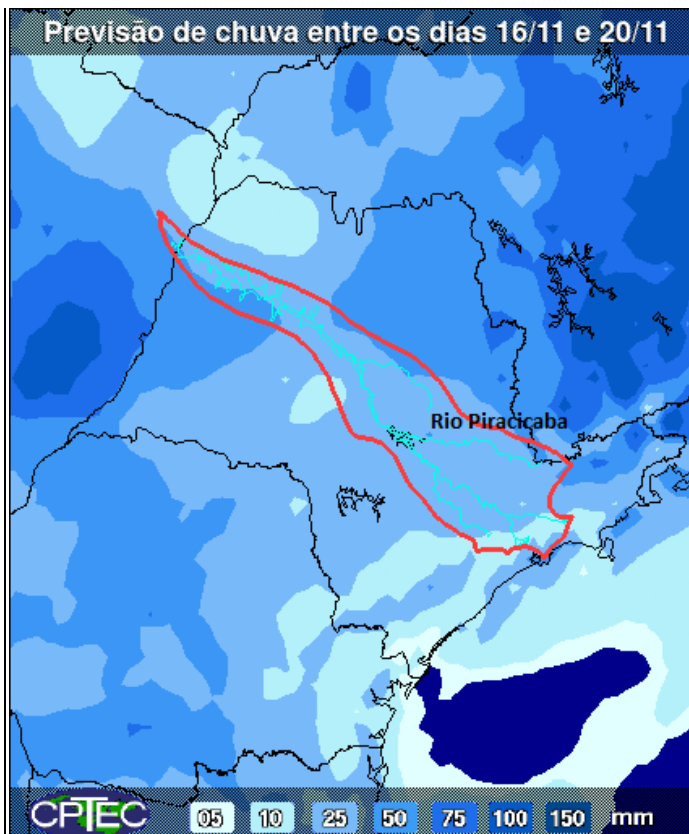 Previsão de chuva entre os dias 16/11 e 20/11
Rio Piracicaba
CPTEC 05 10 25 50 75 100 150 mm